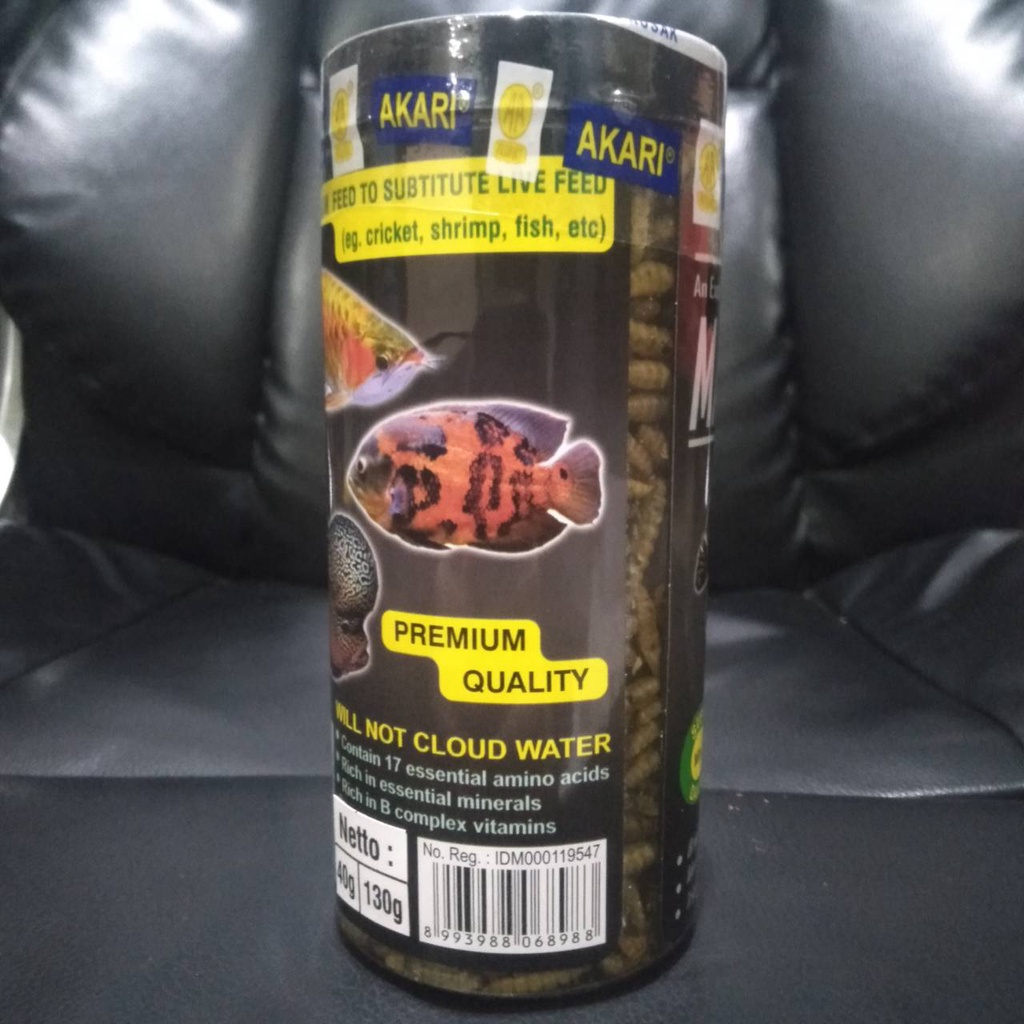 AKARI®
AKARI®
FEED TO SUBTITUTE LIVE FEED
(eg. cricket, shrimp, fish, etc)
PREMIUM
QUALITY
WILL NOT CLOUD WATER
• Contain 17 essential amino acids
• Rich in essential minerals
• Rich in B complex vitamins
Netto :
40g 130g
No. Reg. : IDM000119547
8 993988 068988
An
M